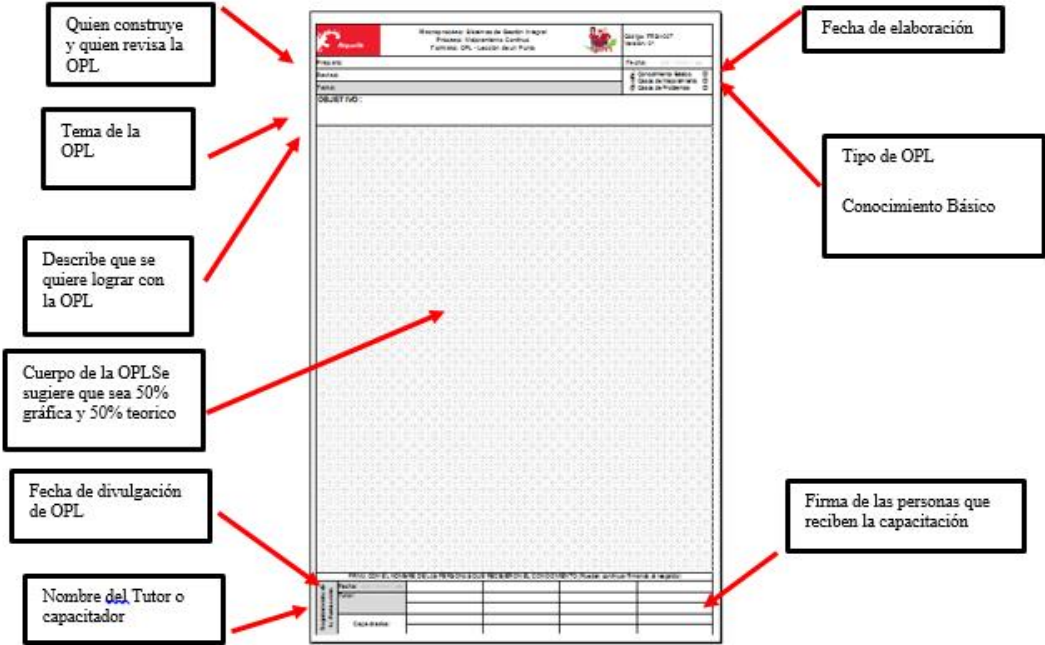 Quien construye
y quien revisa la
OPL
Tema de la
OPL
Describe que se
quiere lograr con
la OPL
Cuerpo de la OPLSe
sugiere que sea 50%
gráfica y 50% teorico
Fecha de divulgación
de OPL
Nombre del Tutor o
capacitador
Macroproceso: Sistemas de Gestión Integral
Proceso: Mejoramiento Continuo
Formato: OPL - Lección de un Punto
Versión: 01
Fecha:
Tema:
Conocimiento Básico
Casos de Mejoramiento
Casos de Problemas
OBJETIVO:
Fecha:
Tutor:
Capacitados:
Fecha de elaboración
Tipo de OPL
Conocimiento Básico
Firma de las personas que
reciben la capacitación